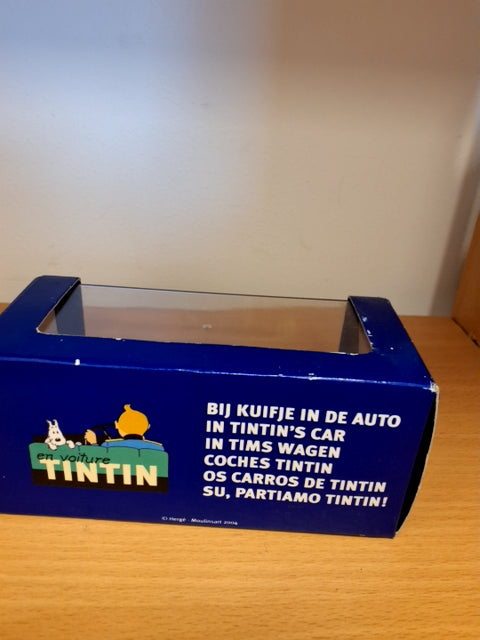 en voiture
TINTIN
BIJ KUIFJE IN DE AUTO
IN TINTIN'S CAR
IN TIMS WAGEN
COCHES TINTIN
OS CARROS DE TINTIN
SU, PARTIAMO TINTIN!
© Hergé - Moulinsart 2004